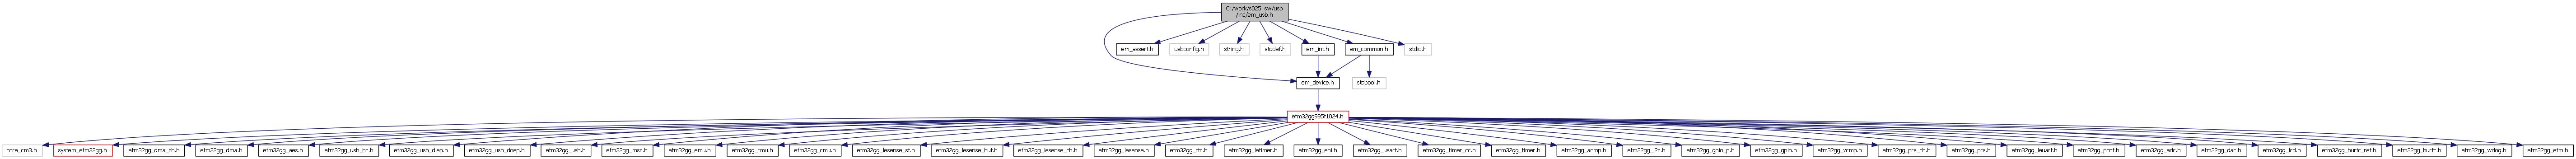 C:/work/s025_sw/usb
/inc/em_usb.h
em_assert.h
usbconfig.h
string.h
stddef.h
em_int.h
em_common.h
stdio.h
em_device.h
stdbool.h
efm32gg995f1024.h
core_cm3.h
system_efm32gg.h
efm32gg_dma_ch.h
efm32gg_dma.h
efm32gg_aes.h
efm32gg_usb_hc.h
efm32gg_usb_diep.h
efm32gg_usb_doep.h
efm32gg_usb.h
efm32gg_msc.h
efm32gg_emu.h
efm32gg_rmu.h
efm32gg_cmu.h
efm32gg_lesense_st.h
efm32gg_lesense_buf.h
efm32gg_lesense_ch.h
efm32gg_lesense.h
efm32gg_rtc.h
efm32gg_letimer.h
efm32gg_ebi.h
efm32gg_usart.h
efm32gg_timer_cc.h
efm32gg_timer.h
efm32gg_acmp.h
efm32gg_i2c.h
efm32gg_gpio_p.h
efm32gg_gpio.h
efm32gg_vcmp.h
efm32gg_prs_ch.h
efm32gg_prs.h
efm32gg_leuart.h
efm32gg_pcnt.h
efm32gg_adc.h
efm32gg_dac.h
efm32gg_lcd.h
efm32gg_burtc_ret.h
efm32gg_burtc.h
efm32gg_wdog.h
efm32gg_etm.h